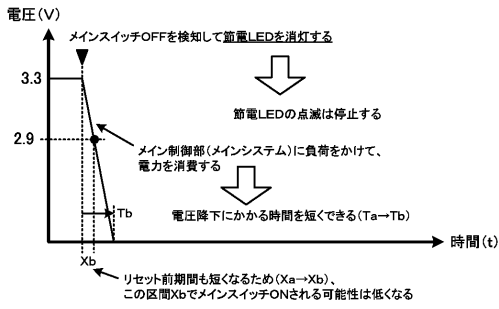 電圧(V)
メインスイッチOFFを検知して節電LEDを消灯する
3.3
節電LEDの点滅は停止する
2.9
メイン制御部(メインシステム)に負荷をかけて、
電力を消費する
Tb
電圧降下にかかる時間を短くできる(Ta→Tb)
時間(t)
Xb
リセット前期間も短くなるため(Xa→Xb)、
この区間XbでメインスイッチONされる可能性は低くなる